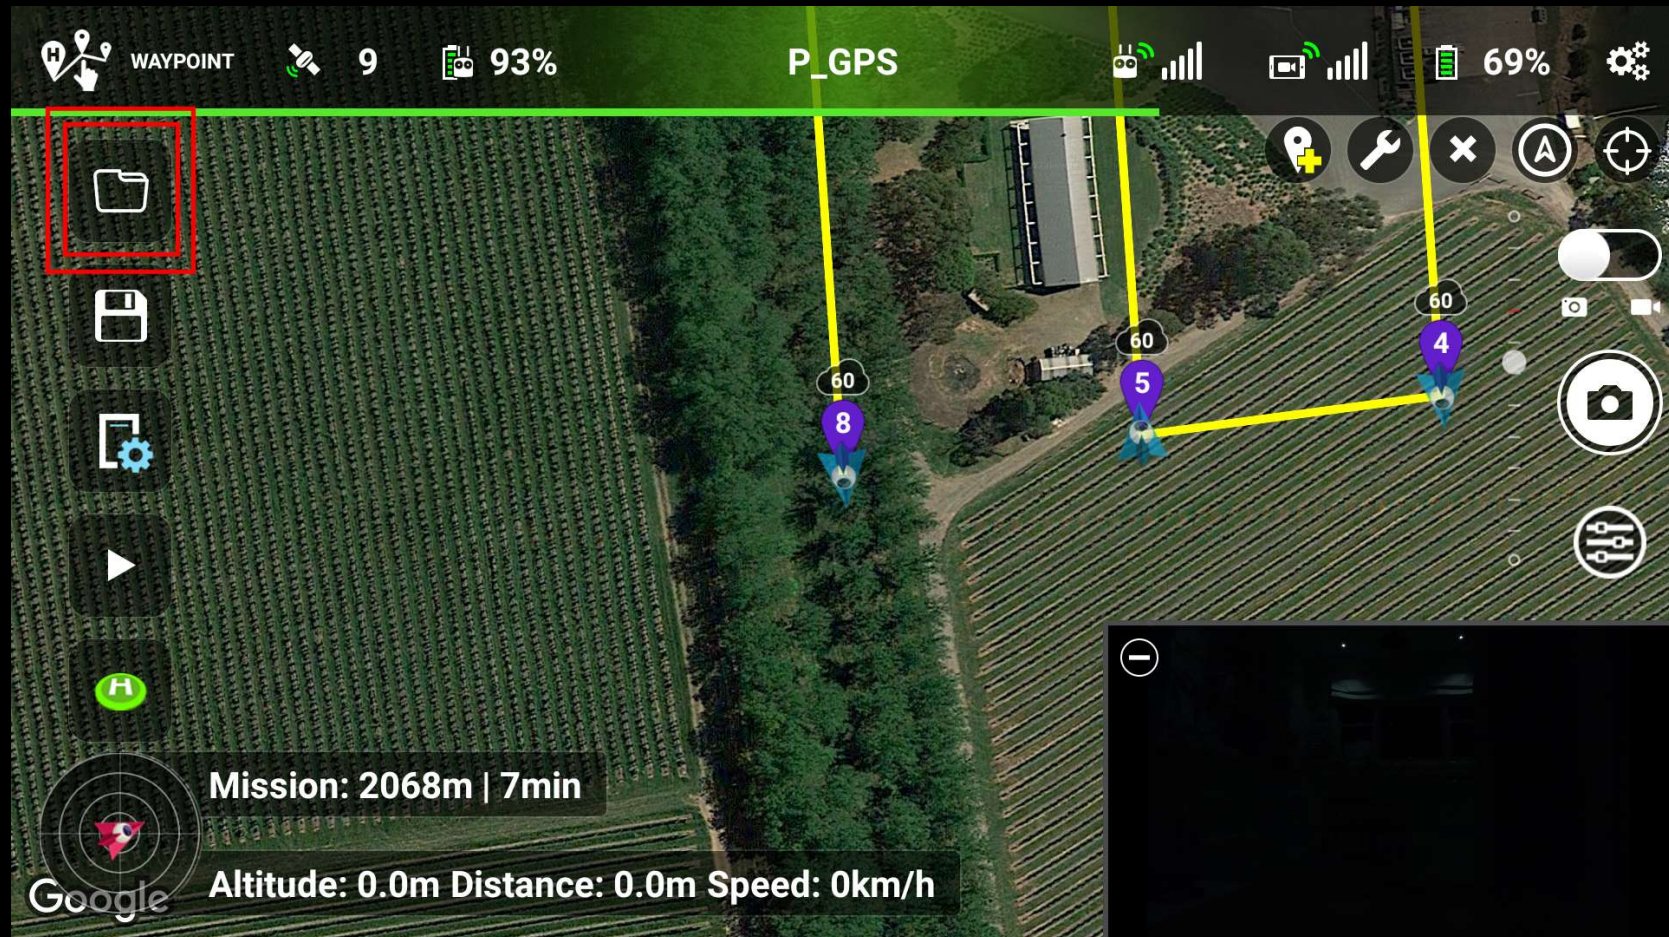 WAYPOINT 9 93% P_GPS 69%
60
4
60
5
60
8
H
Mission: 2068m | 7min
Altitude: 0.0m Distance: 0.0m Speed: 0km/h
Google